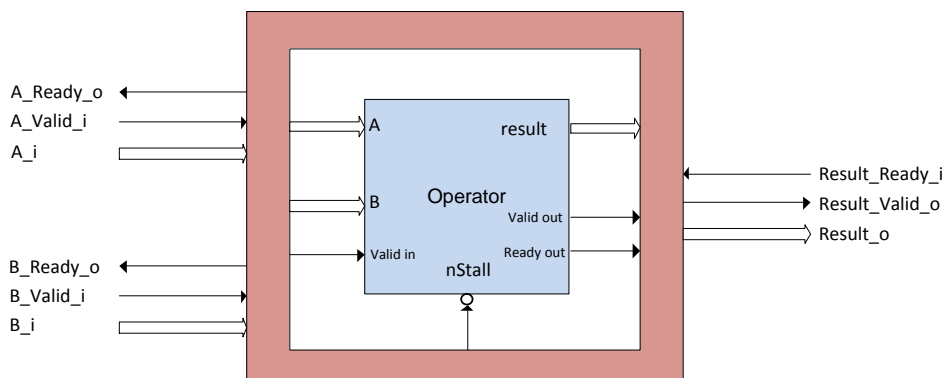 A_Ready_o
A_Valid_i
A_i
B_Ready_o
B_Valid_i
B_i
A
result
B
Operator
Valid out
Valid in
Ready out
nStall
Result_Ready_i
Result_Valid_o
Result_o